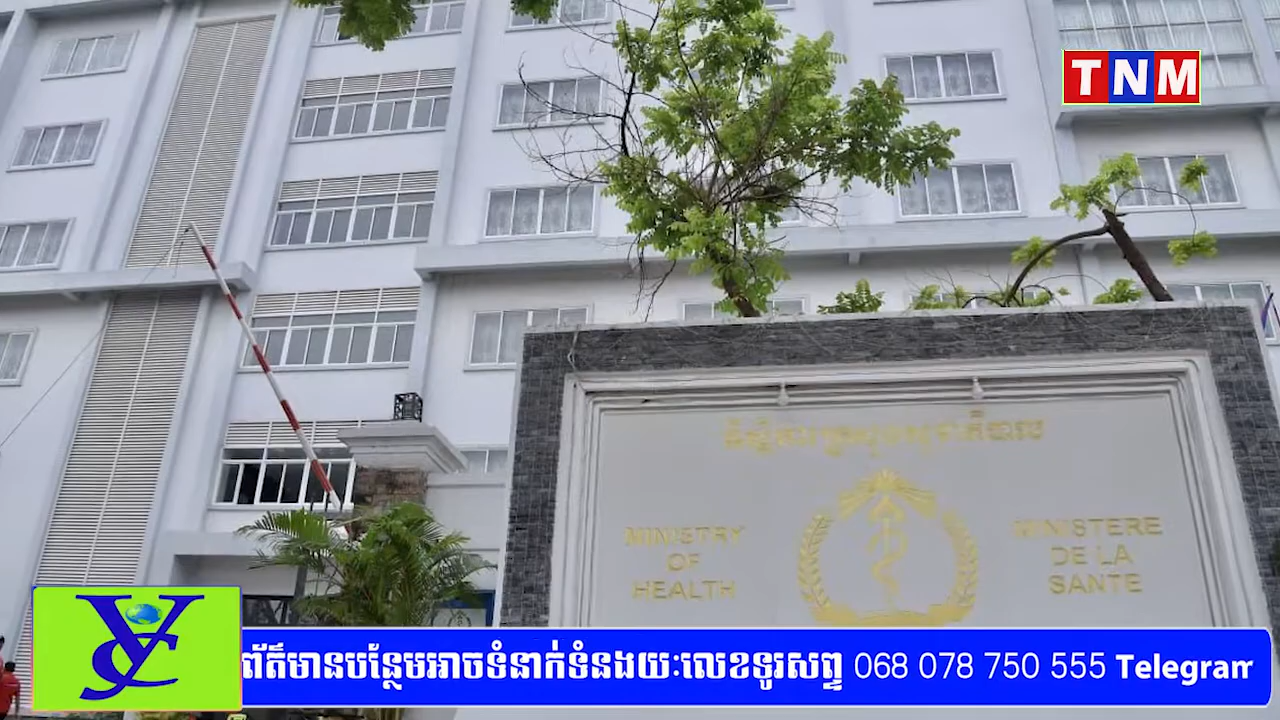 TNM
MINISTRY
OF
HEALTH
MINISTERE
DE LA
SANTE
YC
ព័ត៌មានបន្ថែមអាចទំនាក់ទំនងយ:លេខទូរសព្ទ 068 078 750 555 Telegram